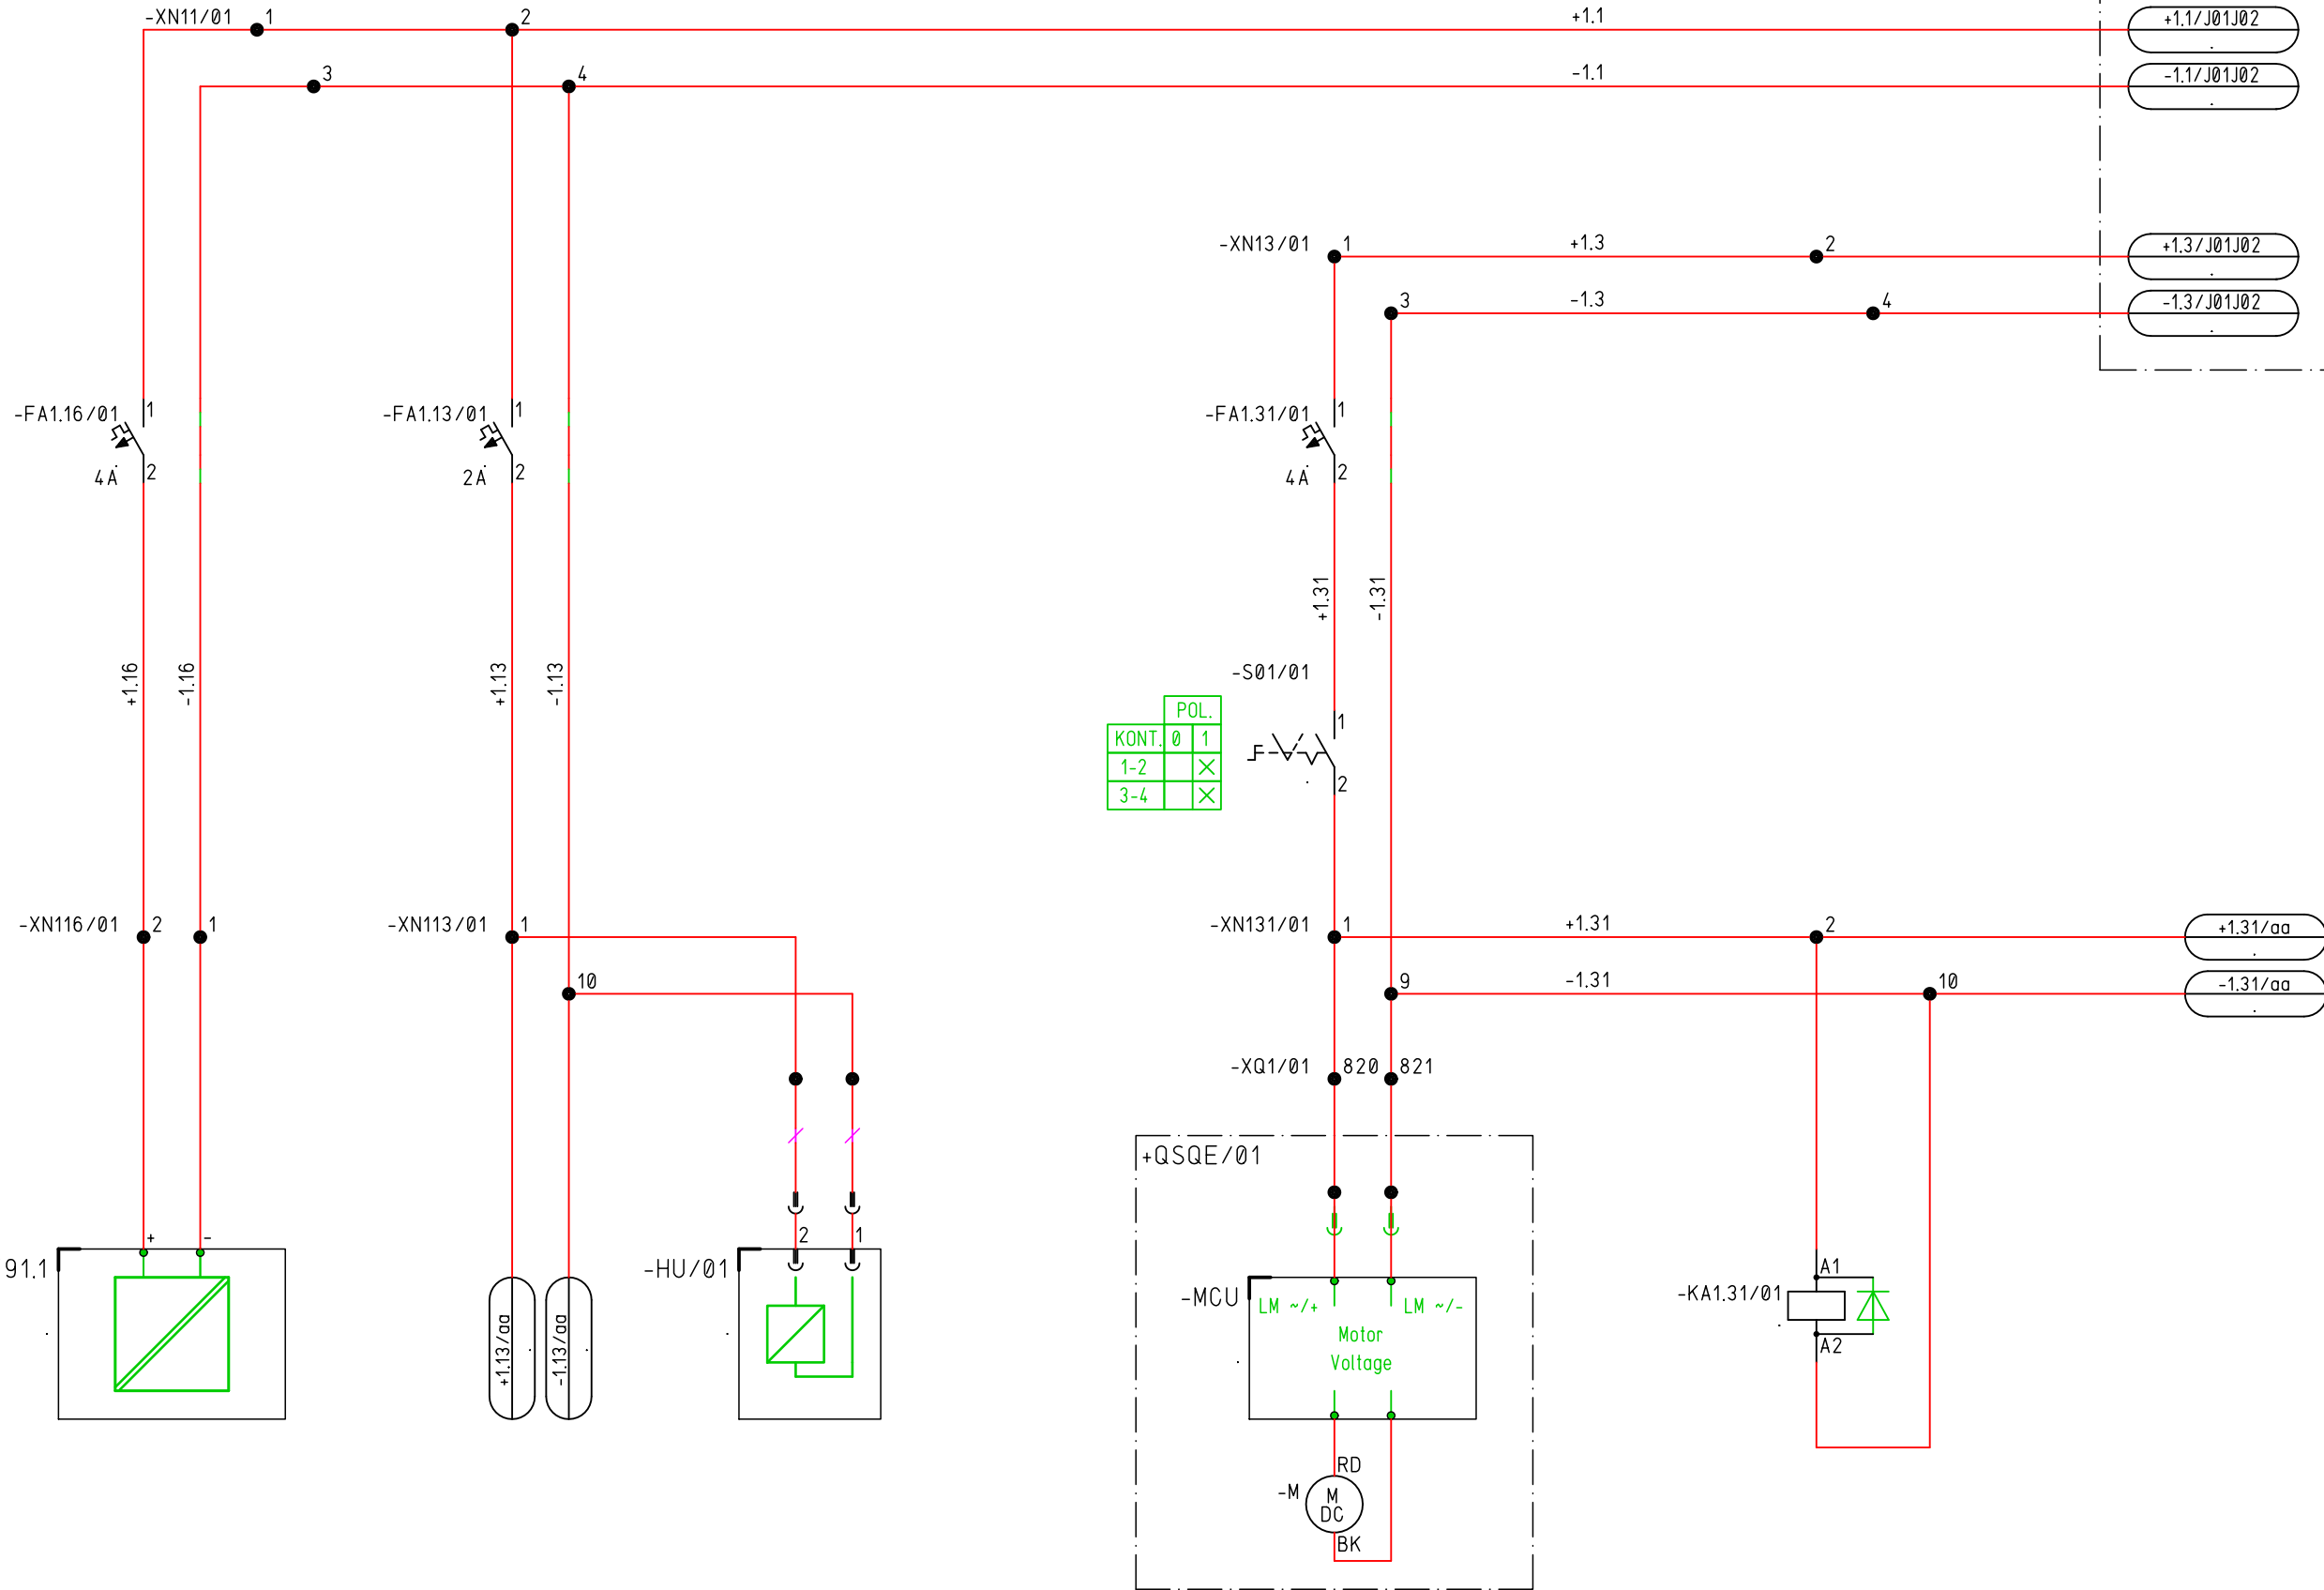 -XN11/01 1
2
+1.1
+1.1/J01J02
3
4
-1.1
-1.1/J01J02
-XN13/01 1
+1.3
2
+1.3/J01J02
3
-1.3
4
-1.3/J01J02
-FA1.16/01 1
4A 2
-FA1.13/01 1
2A 2
-FA1.31/01 1
4A 2
+1.31
-1.31
+1.16
-1.16
+1.13
-1.13
-S01/01
1
2
POL.
KONT. 0 1
1-2 X
3-4 X
-XN116/01 2 1
-XN113/01 1
10
-XN131/01 1
+1.31
2
+1.31/aa
9
-1.31
10
-1.31/aa
-XQ1/01 820 821
+QSQE/01
91.1
+ -
+1.13/aa
-1.13/aa
-HU/01
2 1
-MCU
LM ~/+ LM ~/-
Motor
Voltage
-KA1.31/01
A1
A2
RD
-M
M
DC
BK